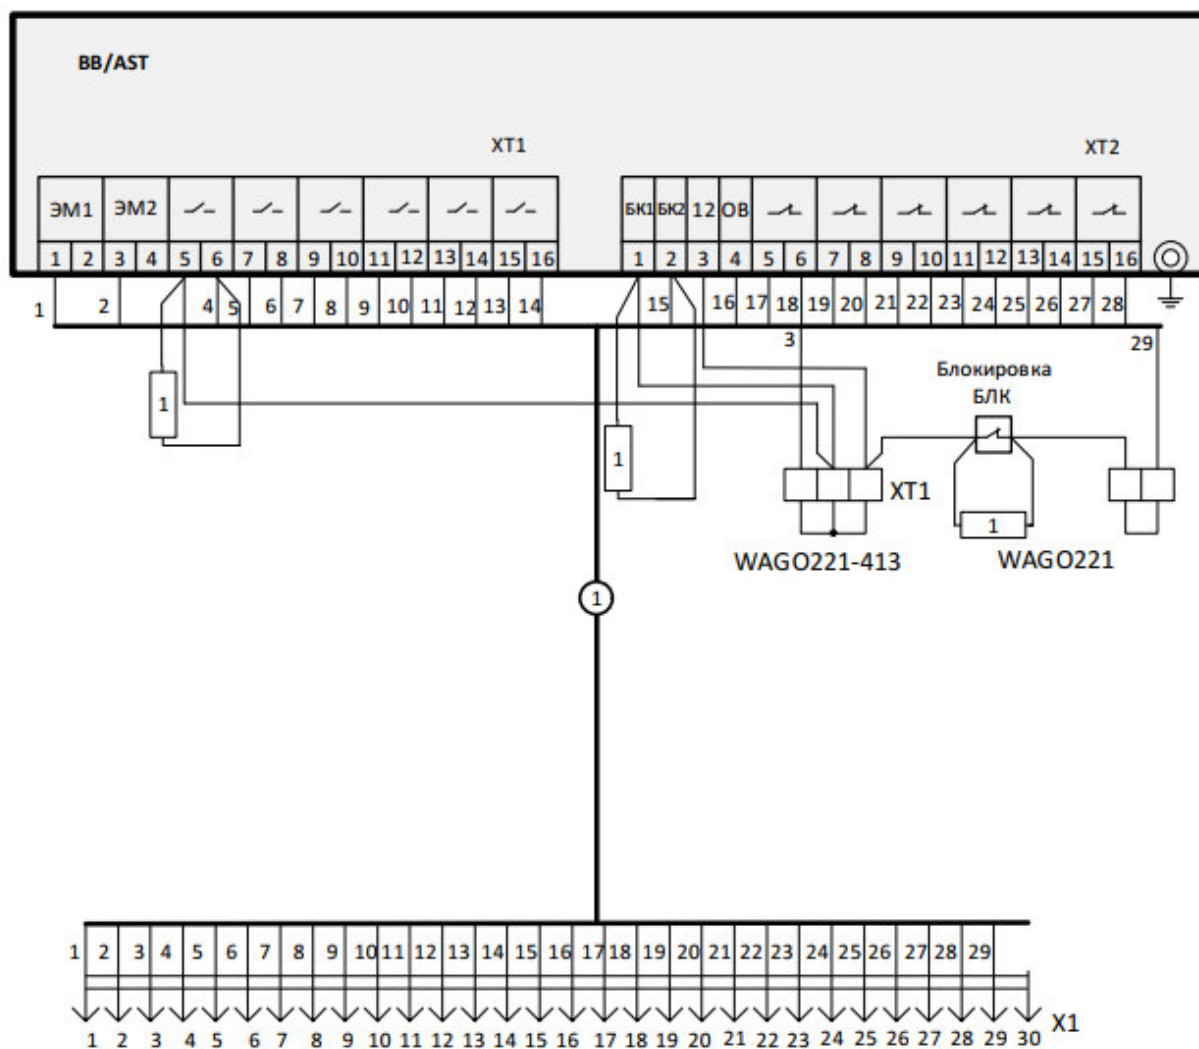 BB/AST
XT1
XT2
ЭМ1 ЭМ2
БК1 БК2 12 ОВ
1 2 3 4 5 6 7 8 9 10 11 12 13 14 15 16
1 2 3 4 5 6 7 8 9 10 11 12 13 14 15 16
1 2 4 5 6 7 8 9 10 11 12 13 14
15 16 17 18 19 20 21 22 23 24 25 26 27 28
3
29
Блокировка
БЛК
1
1
XT1
1
WAGO221-413
WAGO221
1
1 2 3 4 5 6 7 8 9 10 11 12 13 14 15 16 17 18 19 20 21 22 23 24 25 26 27 28 29
1 2 3 4 5 6 7 8 9 10 11 12 13 14 15 16 17 18 19 20 21 22 23 24 25 26 27 28 29 30
X1